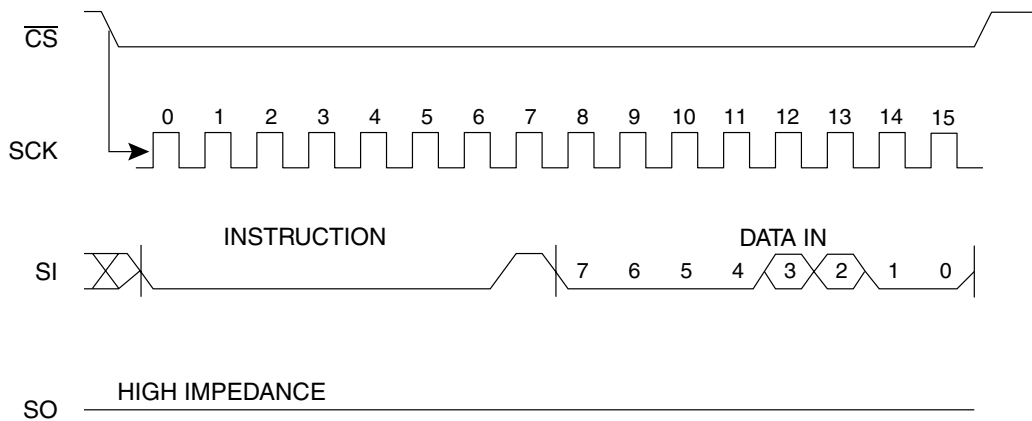 C̅S̅
0 1 2 3 4 5 6 7 8 9 10 11 12 13 14 15
SCK
INSTRUCTION DATA IN
SI 7 6 5 4 3 2 1 0
HIGH IMPEDANCE
SO